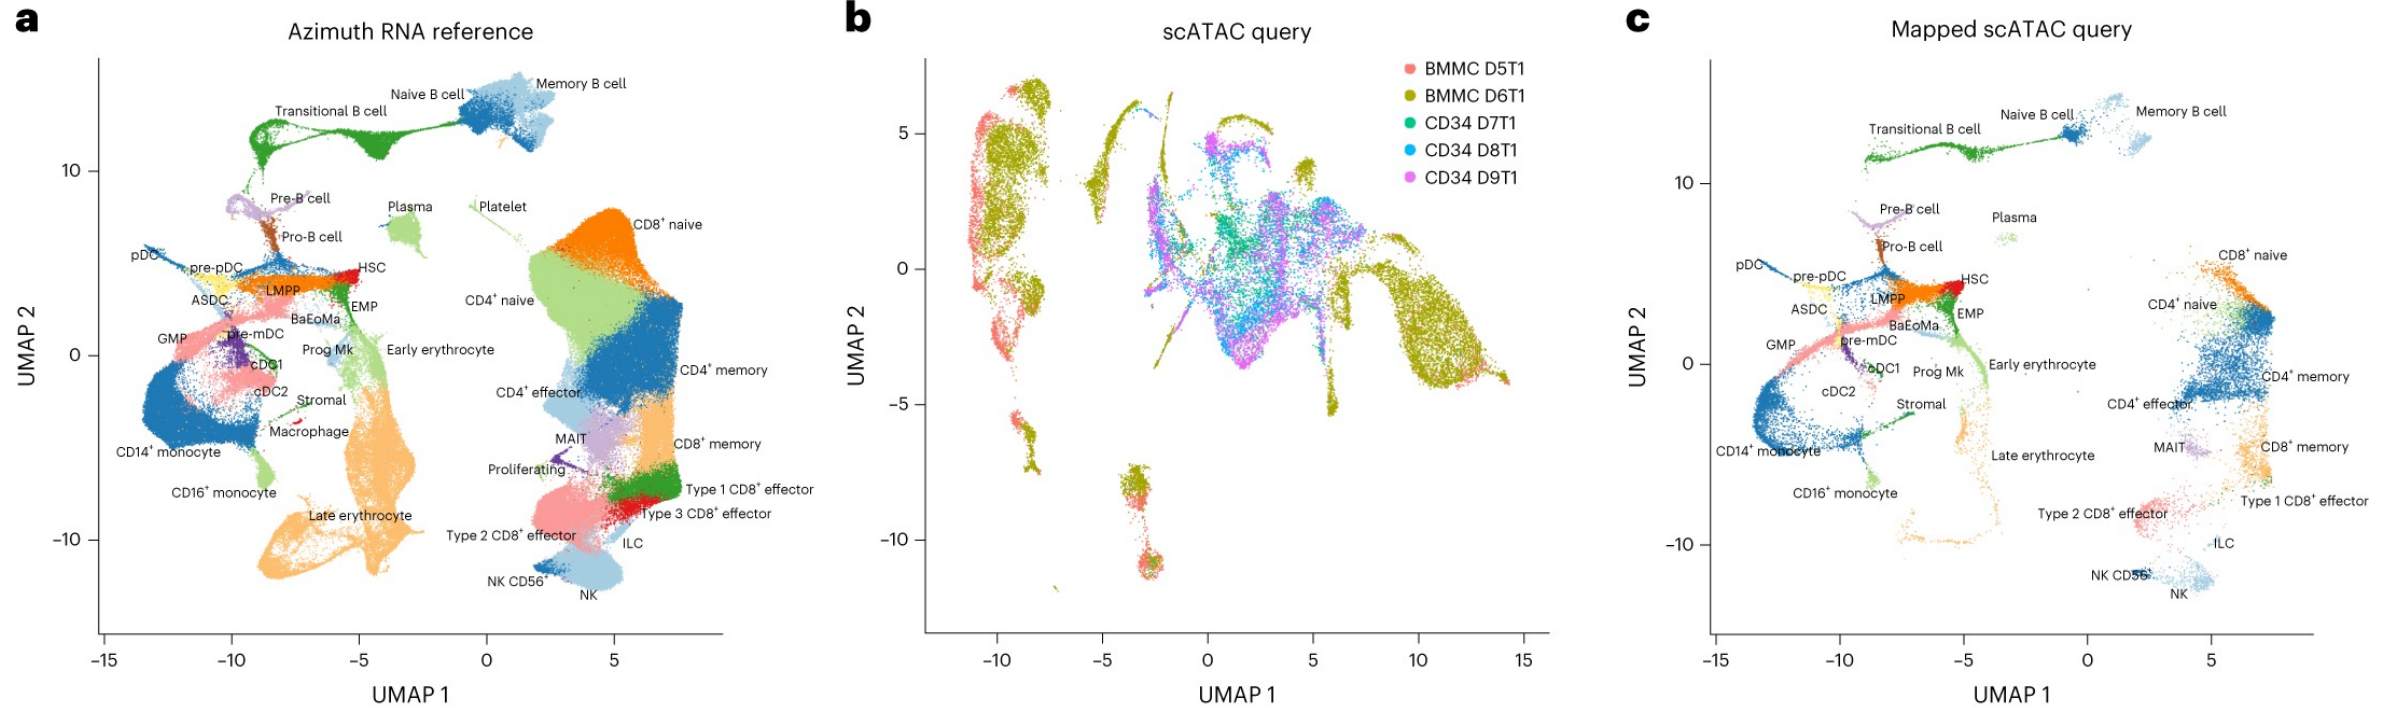 a
Azimuth RNA reference
Memory B cell
Naive B cell
Transitional B cell
10
Pre-B cell
Plasma
Platelet
CD8⁺ naive
Pro-B cell
pDC
pre-pDC
HSC
LMPP
ASDC
CD4⁺ naive
EMP
BaEoMa
GMP
pre-mDC
Prog Mk
Early erythrocyte
0
cDC1
CD4⁺ memory
cDC2
CD4⁺ effector
Stromal
Macrophage
MAIT
CD8⁺ memory
CD14⁺ monocyte
Proliferating
CD16⁺ monocyte
Type 1 CD8⁺ effector
Late erythrocyte
Type 3 CD8⁺ effector
Type 2 CD8⁺ effector
–10
ILC
NK CD56⁺
NK
UMAP 2
–15 –10 –5 0 5
UMAP 1
b
scATAC query
BMMC D5T1
BMMC D6T1
CD34 D7T1
CD34 D8T1
CD34 D9T1
5
0
–5
–10
UMAP 2
–10 –5 0 5 10 15
UMAP 1
c
Mapped scATAC query
Memory B cell
Naive B cell
Transitional B cell
10
Pre-B cell
Plasma
Pro-B cell
CD8⁺ naive
pDC
pre-pDC
HSC
LMPP
CD4⁺ naive
ASDC
EMP
BaEoMa
GMP
pre-mDC
0
cDC1
Prog Mk
Early erythrocyte
CD4⁺ memory
cDC2
Stromal
CD4⁺ effector
MAIT
CD8⁺ memory
CD14⁺ monocyte
Late erythrocyte
CD16⁺ monocyte
Type 1 CD8⁺ effector
Type 2 CD8⁺ effector
–10
ILC
NK CD56⁺
NK
UMAP 2
–15 –10 –5 0 5
UMAP 1